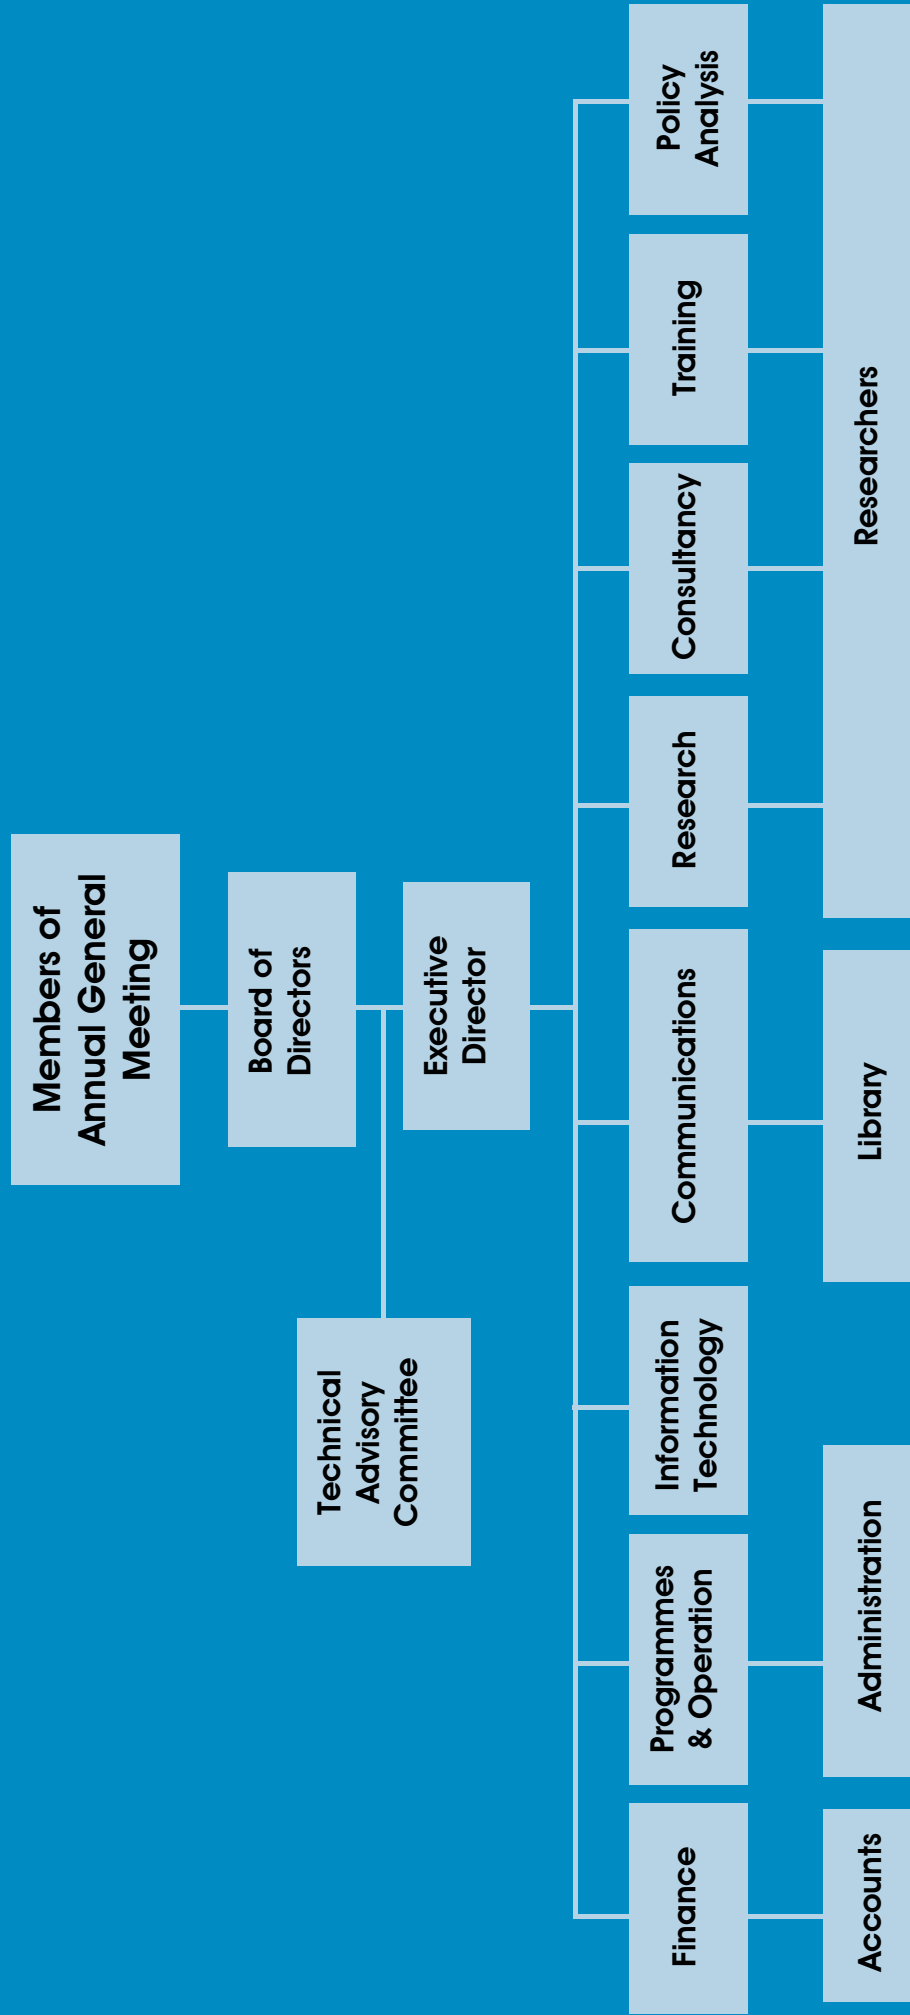 Members of
Annual General
Meeting
Board of
Directors
Technical
Advisory
Committee
Executive
Director
Finance
Programmes
& Operation
Information
Technology
Communications
Research
Consultancy
Training
Policy
Analysis
Accounts
Administration
Library
Researchers